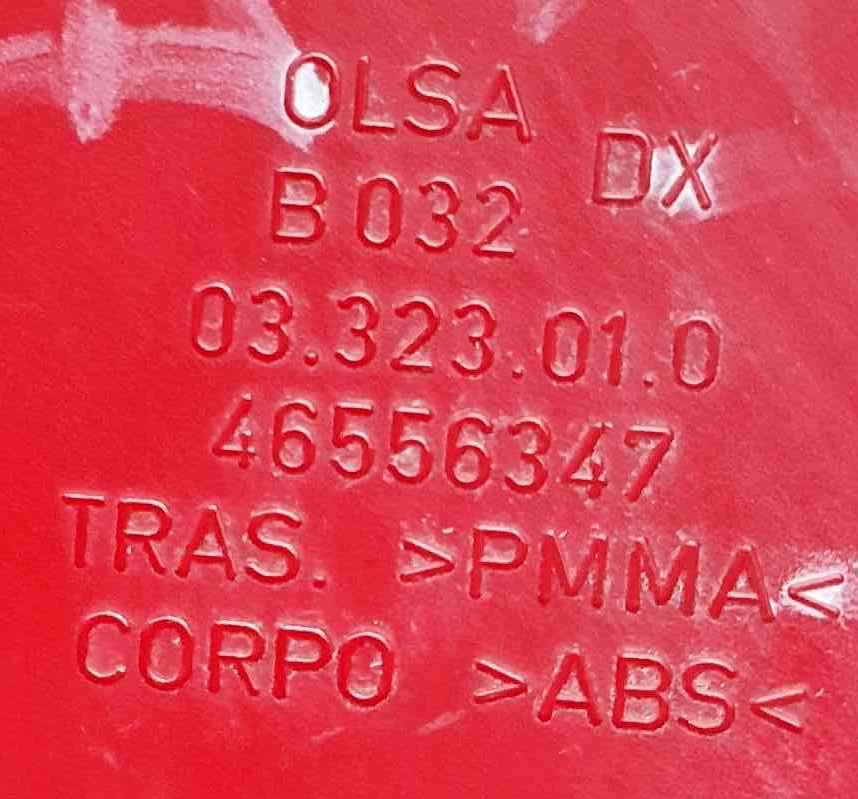 OLSA
DX
B 032
03.323.01.0
46556347
TRAS. >PMMA<
CORPO >ABS<